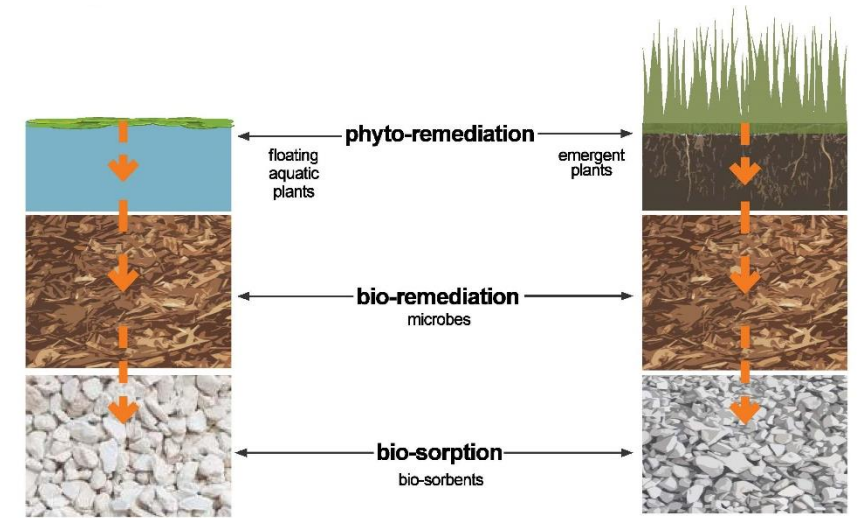 phyto-remediation
floating
aquatic
plants
emergent
plants
bio-remediation
microbes
bio-sorption
bio-sorbents